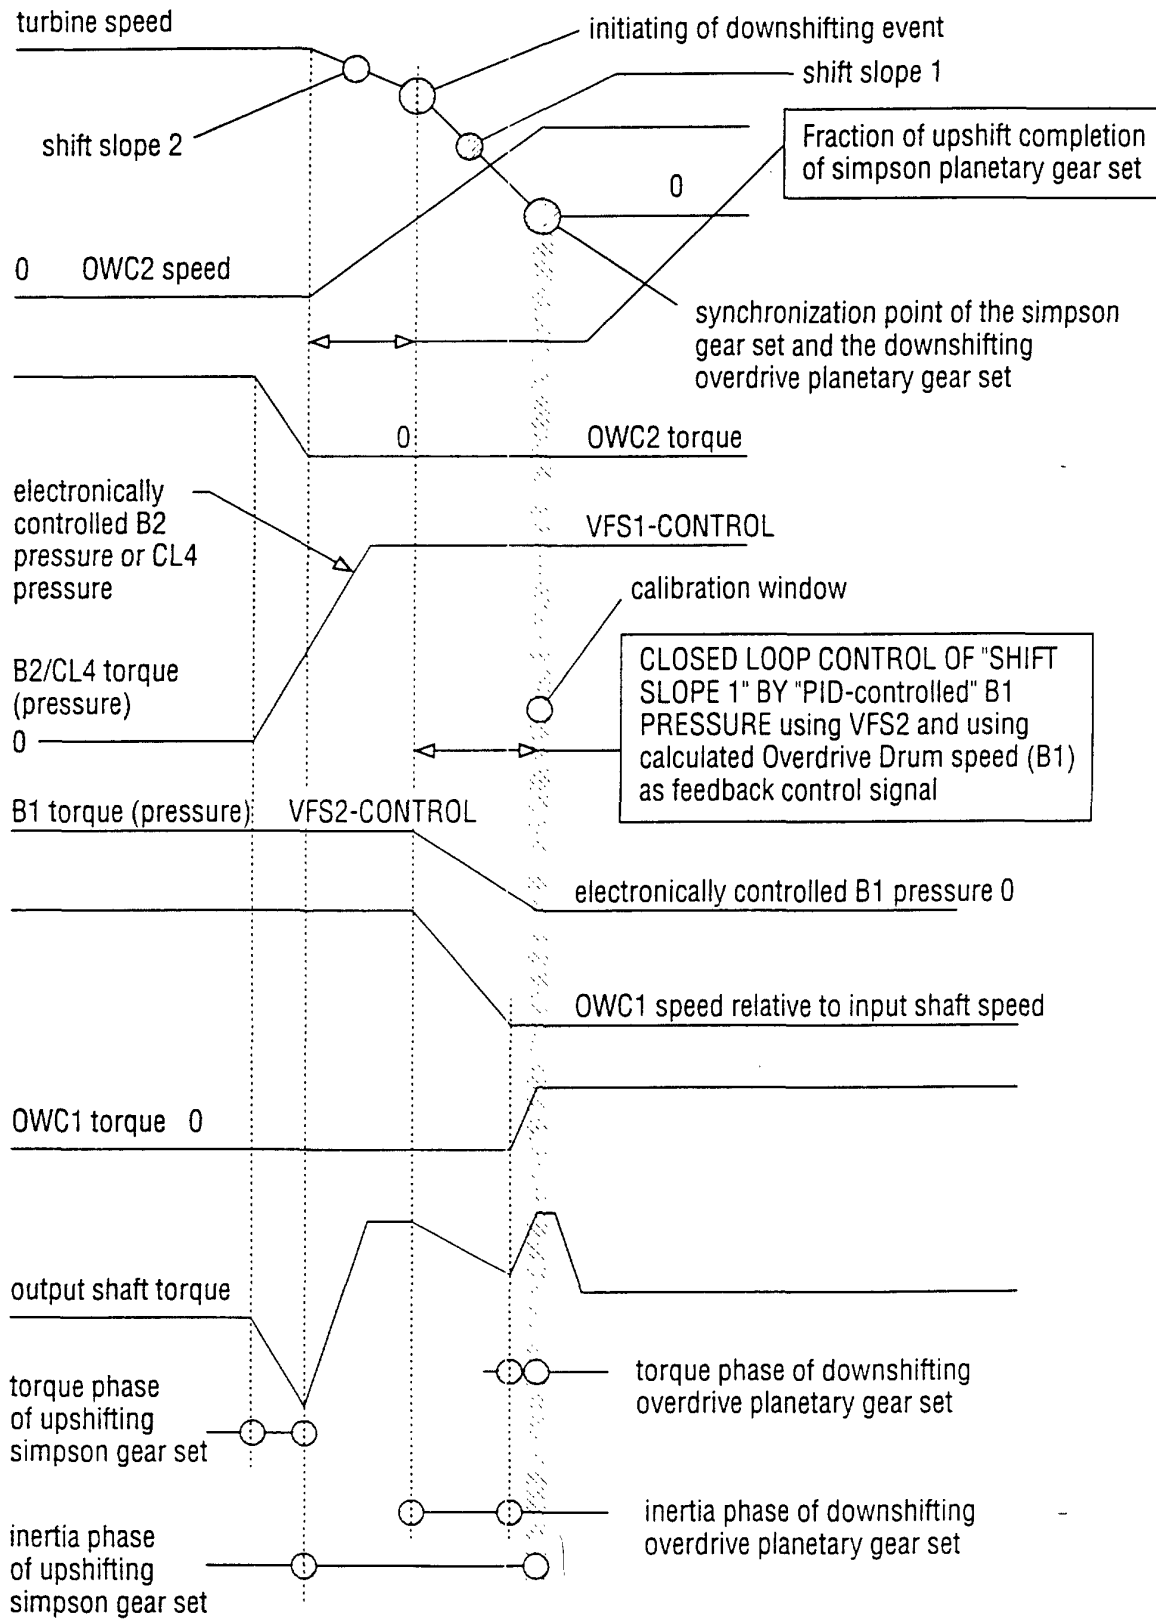 turbine speed
initiating of downshifting event
shift slope 1
shift slope 2
Fraction of upshift completion
of simpson planetary gear set
0
0 OWC2 speed
synchronization point of the simpson
gear set and the downshifting
overdrive planetary gear set
0
OWC2 torque
electronically
controlled B2
pressure or CL4
pressure
VFS1-CONTROL
calibration window
B2/CL4 torque
(pressure)
0
CLOSED LOOP CONTROL OF "SHIFT
SLOPE 1" BY "PID-controlled" B1
PRESSURE using VFS2 and using
calculated Overdrive Drum speed (B1)
as feedback control signal
B1 torque (pressure)
VFS2-CONTROL
electronically controlled B1 pressure 0
OWC1 speed relative to input shaft speed
OWC1 torque 0
output shaft torque
torque phase
of upshifting
simpson gear set
torque phase of downshifting
overdrive planetary gear set
inertia phase of downshifting
overdrive planetary gear set
inertia phase
of upshifting
simpson gear set